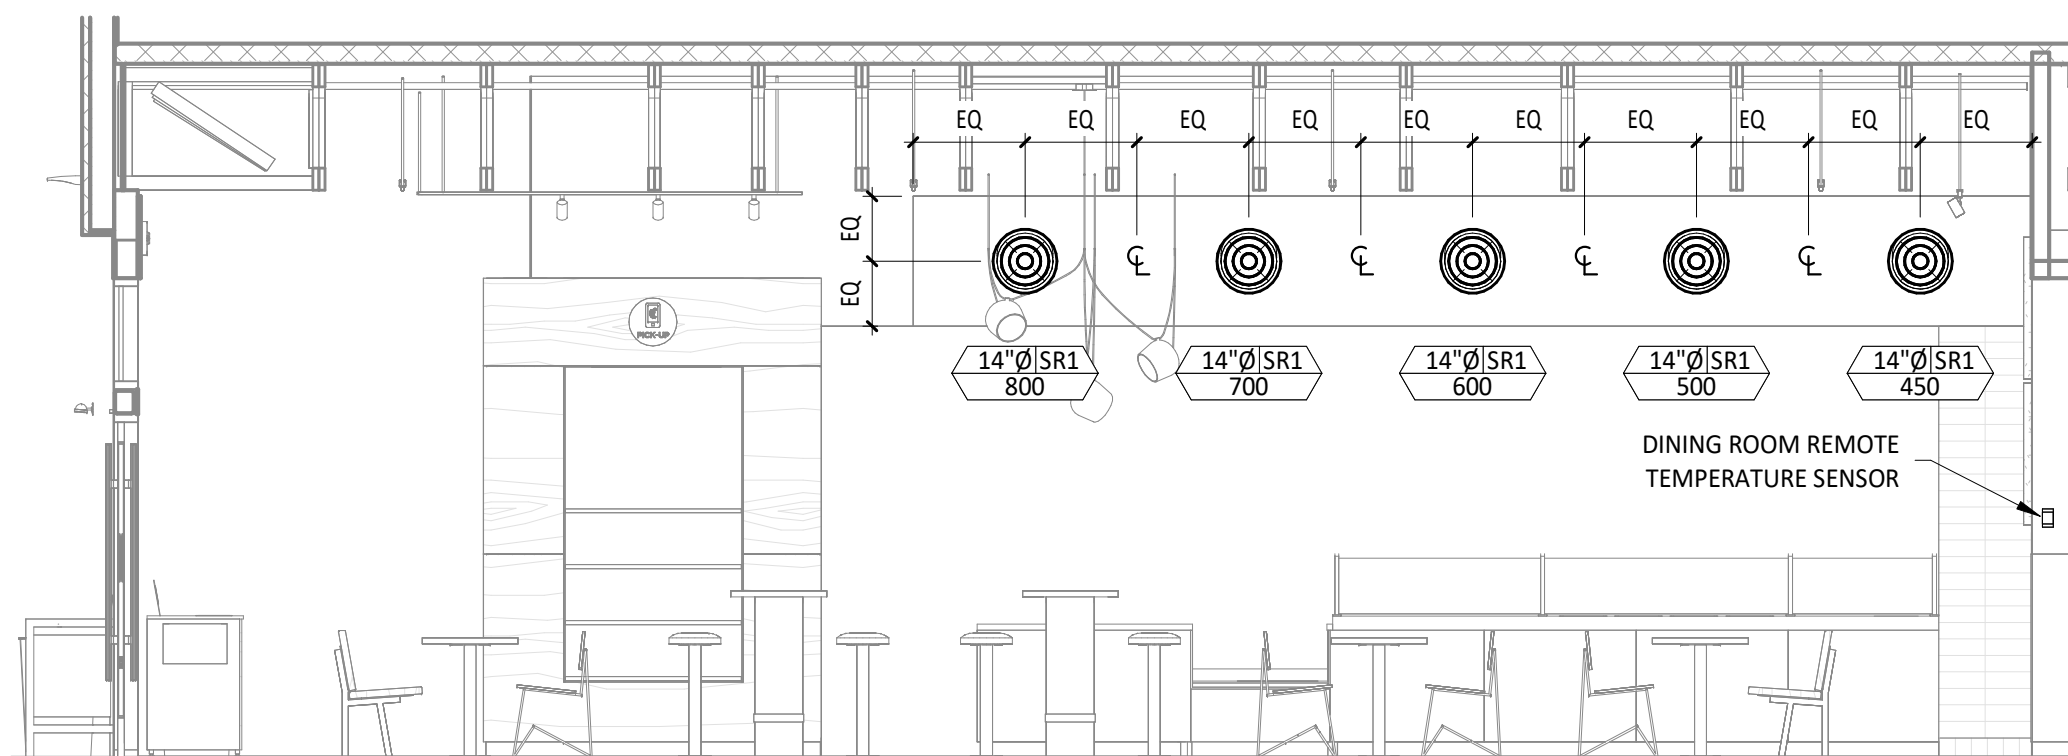 EQ EQ EQ EQ EQ EQ EQ EQ EQ EQ
EQ
EQ
℄ ℄ ℄ ℄
PICK-UP
14"Ø SR1
800
14"Ø SR1
700
14"Ø SR1
600
14"Ø SR1
500
14"Ø SR1
450
DINING ROOM REMOTE
TEMPERATURE SENSOR